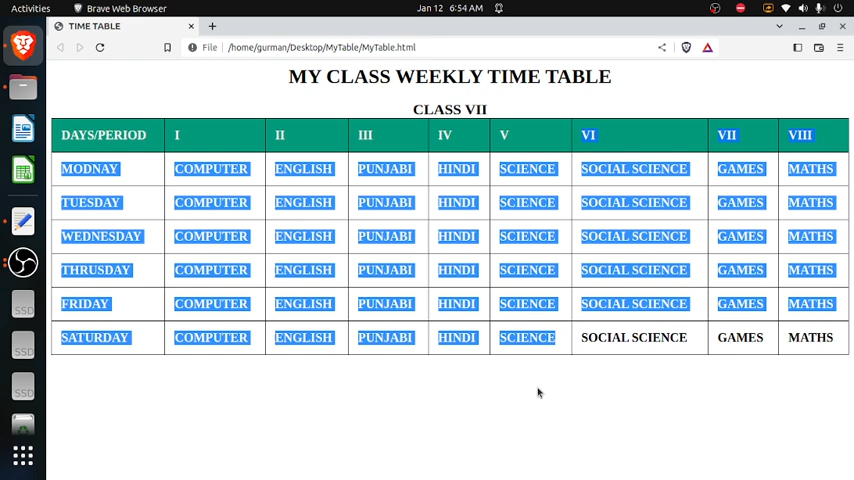 Activities Brave Web Browser Jan 12 6:54 AM
TIME TABLE
File /home/gurman/Desktop/MyTable/MyTable.html
MY CLASS WEEKLY TIME TABLE
CLASS VII
DAYS/PERIOD I II III IV V VI VII VIII
MODNAY COMPUTER ENGLISH PUNJABI HINDI SCIENCE SOCIAL SCIENCE GAMES MATHS
TUESDAY COMPUTER ENGLISH PUNJABI HINDI SCIENCE SOCIAL SCIENCE GAMES MATHS
WEDNESDAY COMPUTER ENGLISH PUNJABI HINDI SCIENCE SOCIAL SCIENCE GAMES MATHS
THRUSDAY COMPUTER ENGLISH PUNJABI HINDI SCIENCE SOCIAL SCIENCE GAMES MATHS
FRIDAY COMPUTER ENGLISH PUNJABI HINDI SCIENCE SOCIAL SCIENCE GAMES MATHS
SATURDAY COMPUTER ENGLISH PUNJABI HINDI SCIENCE SOCIAL SCIENCE GAMES MATHS
SSD
SSD
SSD